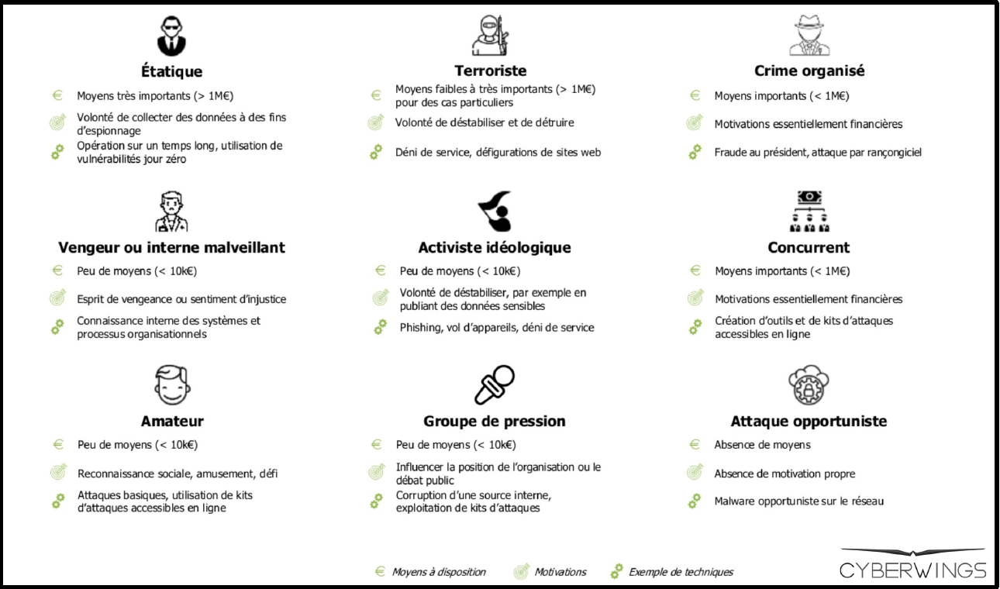 Étatique
€ Moyens très importants (> 1M€)
Volonté de collecter des données à des fins
d'espionnage
Opération sur un temps long, utilisation de
vulnérabilités jour zéro
Terroriste
€ Moyens faibles à très importants (> 1M€)
pour des cas particuliers
Volonté de déstabiliser et de détruire
Déni de service, défigurations de sites web
Crime organisé
€ Moyens importants (< 1M€)
Motivations essentiellement financières
Fraude au président, attaque par rançongiciel
Vengeur ou interne malveillant
€ Peu de moyens (< 10k€)
Esprit de vengeance ou sentiment d'injustice
Connaissance interne des systèmes et
processus organisationnels
Activiste idéologique
€ Peu de moyens (< 10k€)
Volonté de déstabiliser, par exemple en
publiant des données sensibles
Phishing, vol d'appareils, déni de service
Concurrent
€ Moyens importants (< 1M€)
Motivations essentiellement financières
Création d'outils et de kits d'attaques
accessibles en ligne
Amateur
€ Peu de moyens (< 10k€)
Reconnaissance sociale, amusement, défi
Attaques basiques, utilisation de kits
d'attaques accessibles en ligne
Groupe de pression
€ Peu de moyens (< 10k€)
Influencer la position de l'organisation ou le
débat public
Corruption d'une source interne,
exploitation de kits d'attaques
Attaque opportuniste
€ Absence de moyens
Absence de motivation propre
Malware opportuniste sur le réseau
€ Moyens à disposition Motivations Exemple de techniques
CYBERWINGS